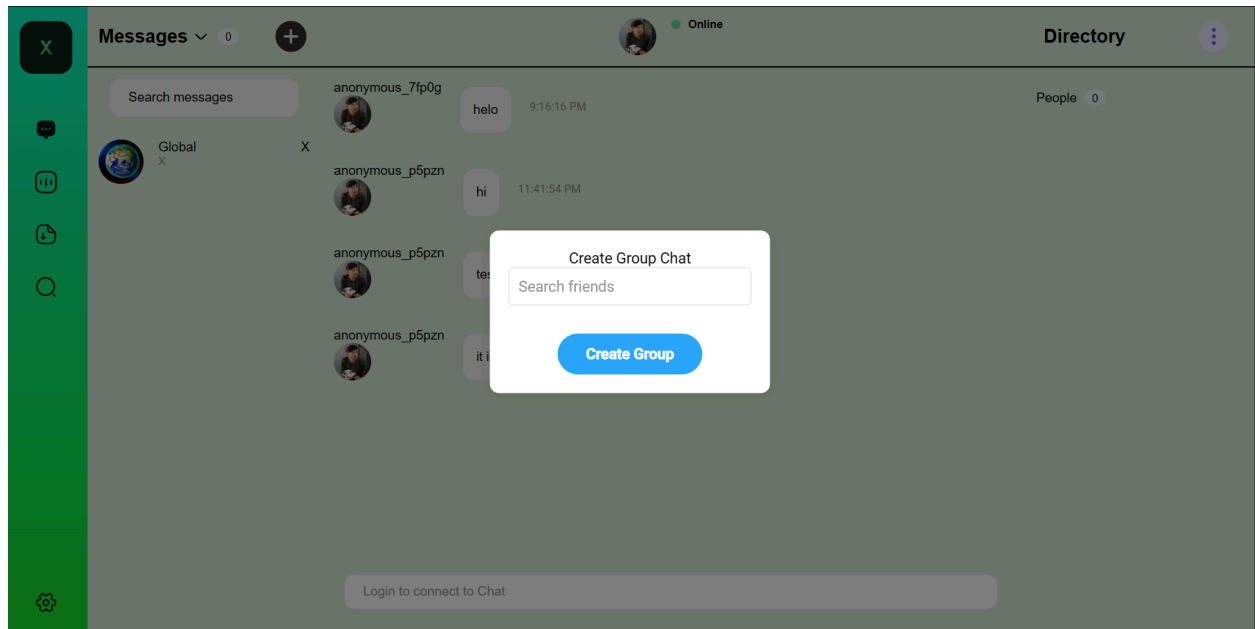 X
Messages 0
Online
Directory
Search messages
Global X
X
anonymous_7fp0g
helo 9:16:16 PM
anonymous_p5pzn
hi 11:41:54 PM
anonymous_p5pzn
anonymous_p5pzn
Create Group Chat
Search friends
Create Group
People 0
Login to connect to Chat